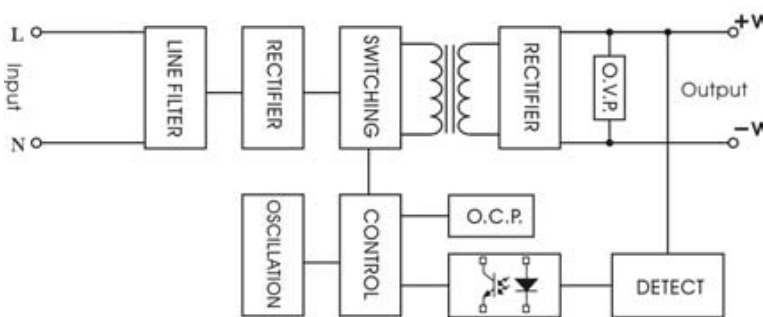 L
Input
N
LINE FILTER
RECTIFIER
SWITCHING
RECTIFIER
O.V.P.
+V
Output
−V
OSCILLATION
CONTROL
O.C.P.
DETECT